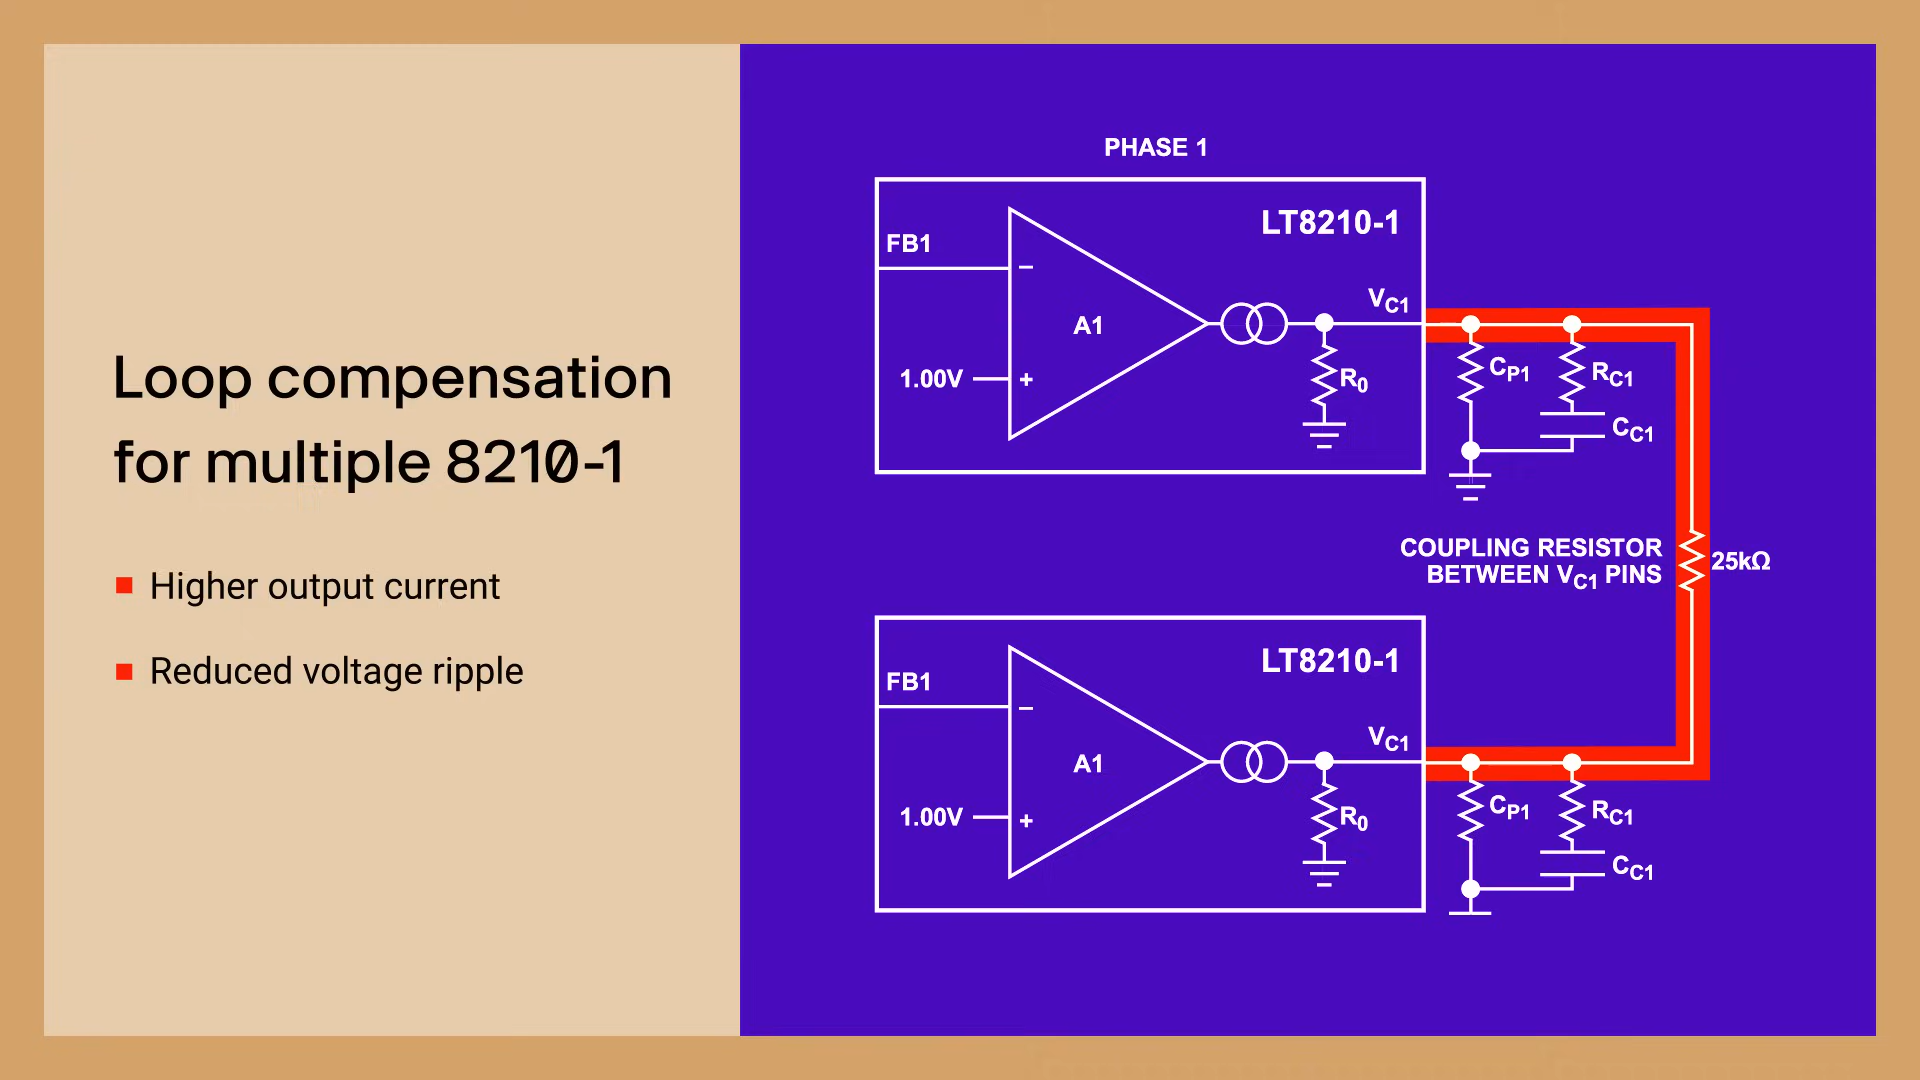 Loop compensation
for multiple 8210-1
Higher output current
Reduced voltage ripple
PHASE 1
LT8210-1
FB1
−
A1
VC1
1.00V
+
R0
CP1
RC1
CC1
COUPLING RESISTOR
BETWEEN VC1 PINS
25kΩ
LT8210-1
FB1
−
A1
VC1
1.00V
+
R0
CP1
RC1
CC1